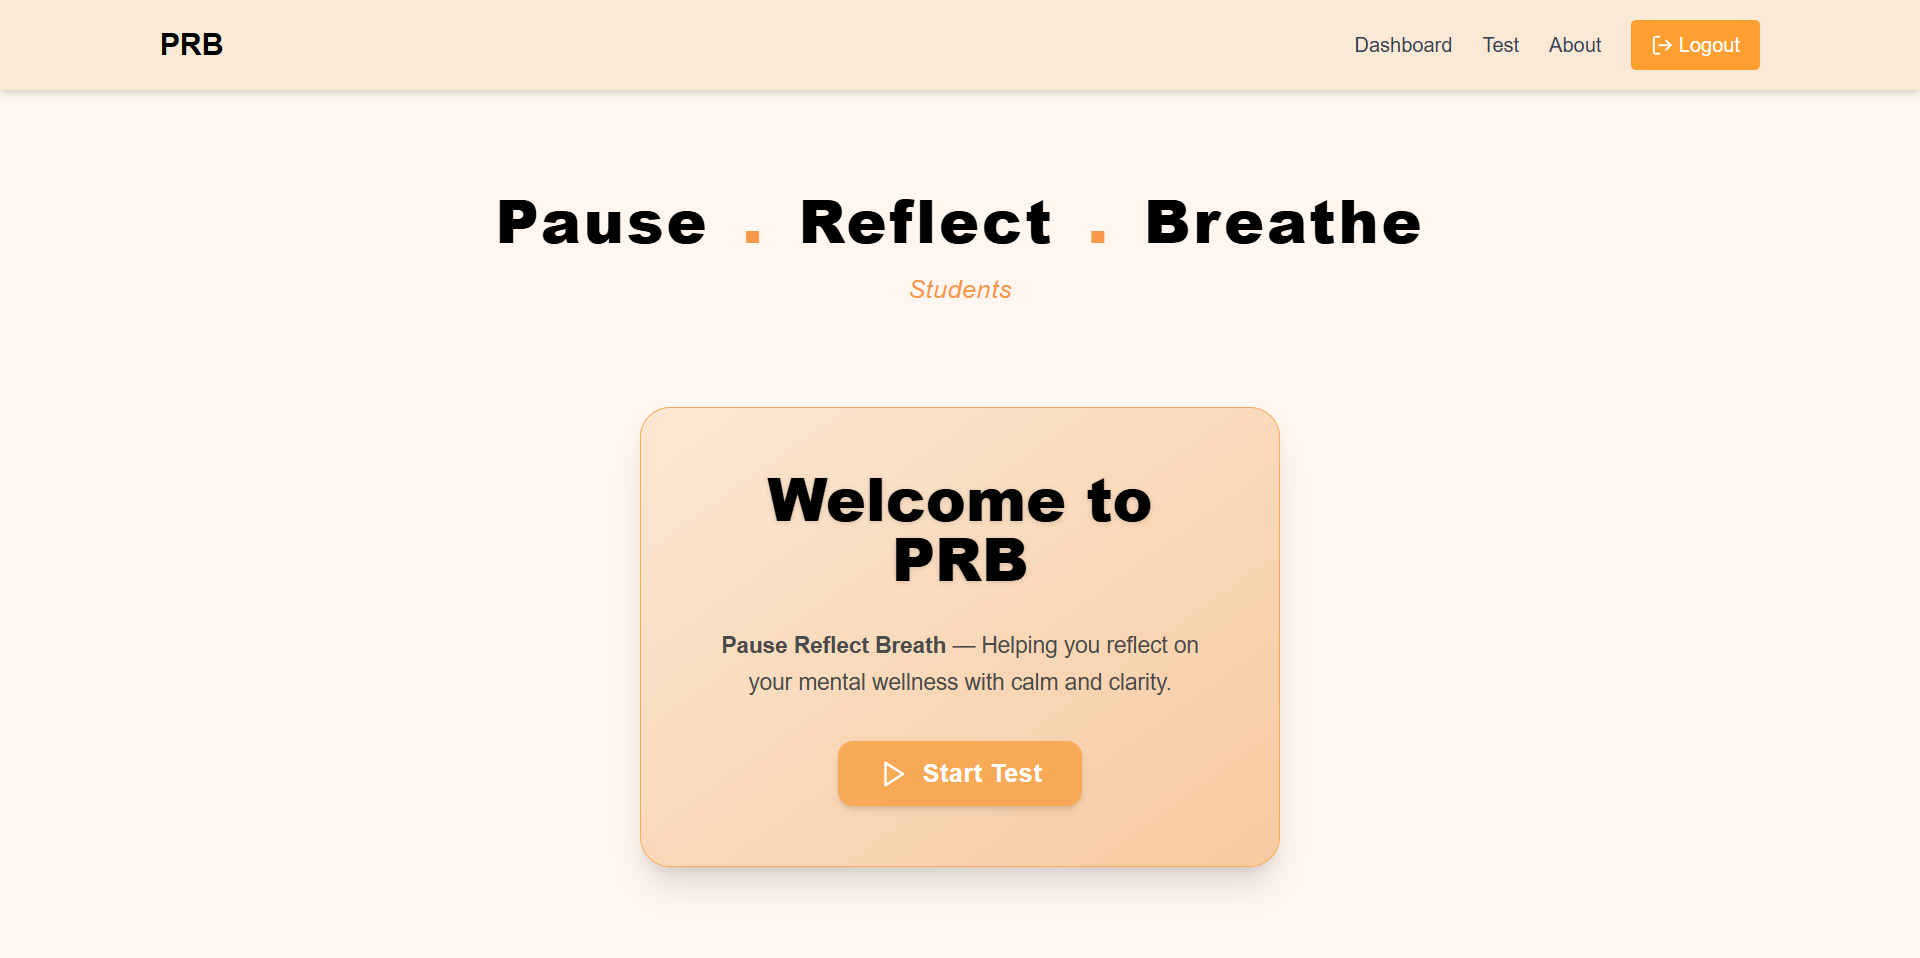 PRB
Dashboard Test About Logout
Pause . Reflect . Breathe
Students
Welcome to
PRB
Pause Reflect Breath — Helping you reflect on
your mental wellness with calm and clarity.
Start Test